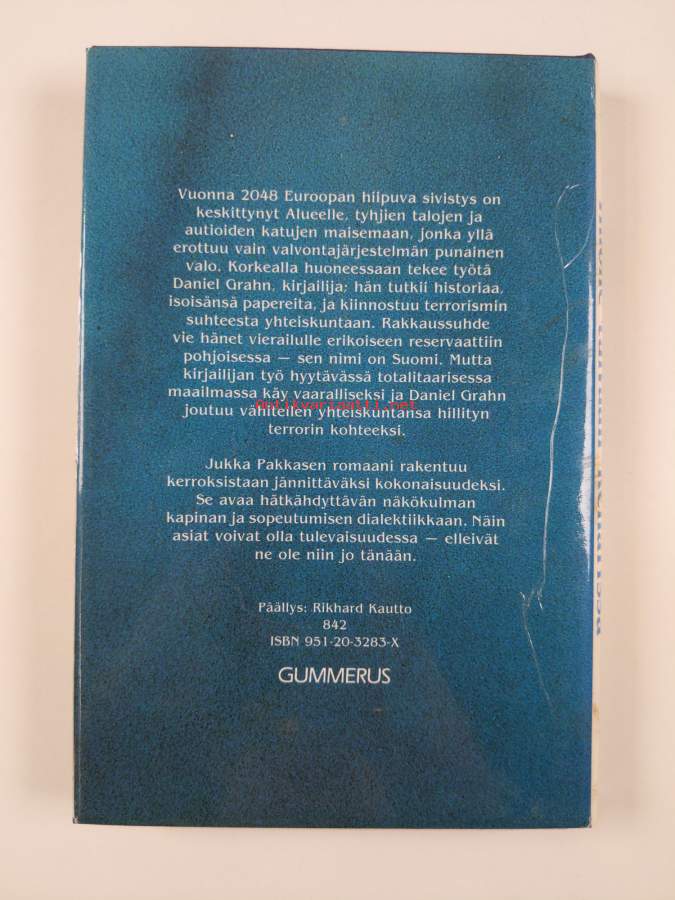 Vuonna 2048 Euroopan hiipuva sivistys on
keskittynyt Alueelle, tyhjien talojen ja
autioiden katujen maisemaan, jonka yllä
erottuu vain valvontajärjestelmän punainen
valo. Korkealla huoneessaan tekee työtä
Daniel Grahn, kirjailija; hän tutkii historiaa,
isoisänsä papereita, ja kiinnostuu terrorismin
suhteesta yhteiskuntaan. Rakkaussuhde
vie hänet vierailulle erikoiseen reservaattiin
pohjoisessa — sen nimi on Suomi. Mutta
kirjailijan työ hyytävässä totalitaarisessa
maailmassa käy vaaralliseksi ja Daniel Grahn
Antikvariaatti.net
joutuu vähitellen yhteiskuntansa hillityn
terrorin kohteeksi.
Jukka Pakkasen romaani rakentuu
kerroksistaan jännittäväksi kokonaisuudeksi.
Se avaa hätkähdyttävän näkökulman
kapinan ja sopeutumisen dialektiikkaan. Näin
asiat voivat olla tulevaisuudessa — elleivät
ne ole niin jo tänään.
Päällys: Rikhard Kautto
842
ISBN 951-20-3283-X
GUMMERUS